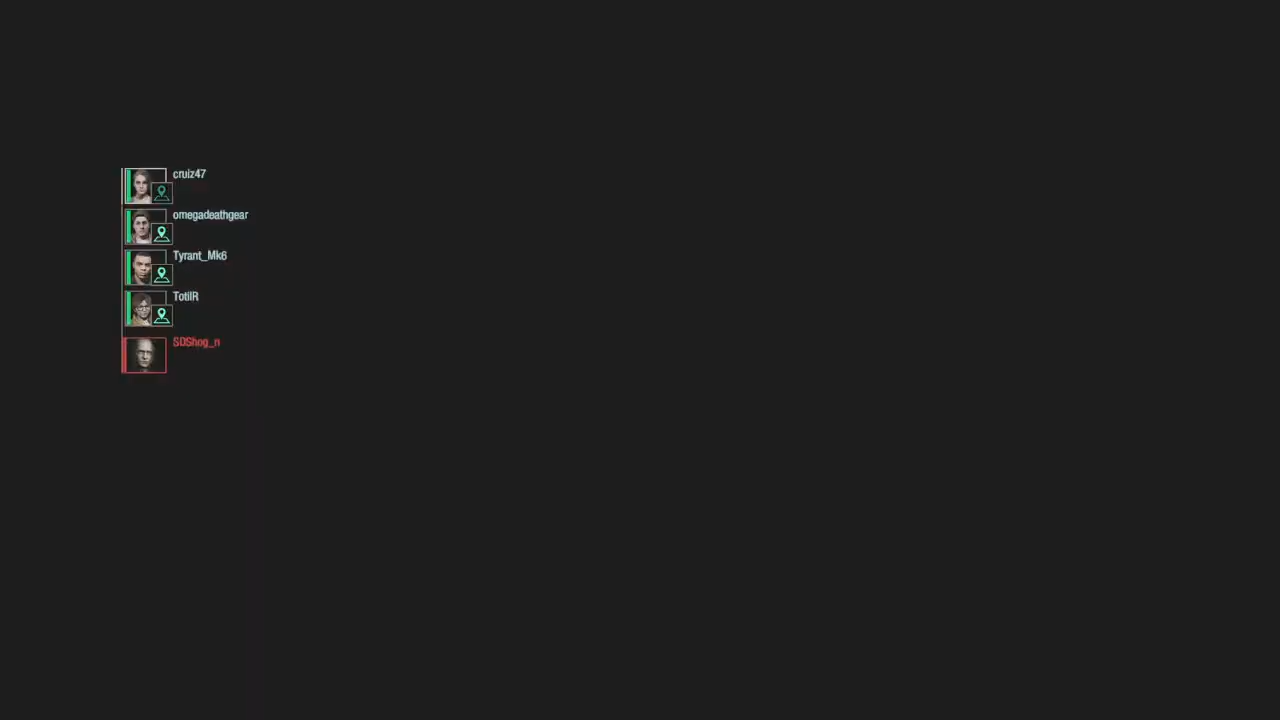 cruiz47
omegadeathgear
Tyrant_Mk6
TotilR
SDShog_n